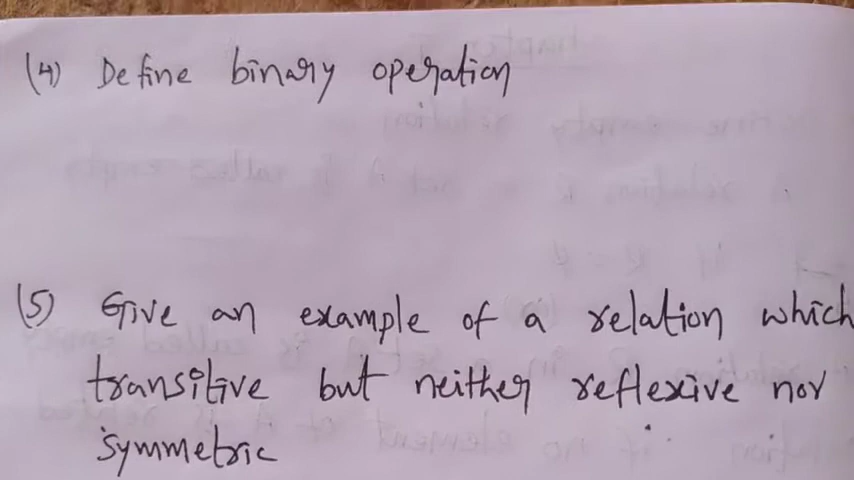 (4) Define binary operation
(5) Give an example of a relation which
transitive but neither reflexive nor
symmetric